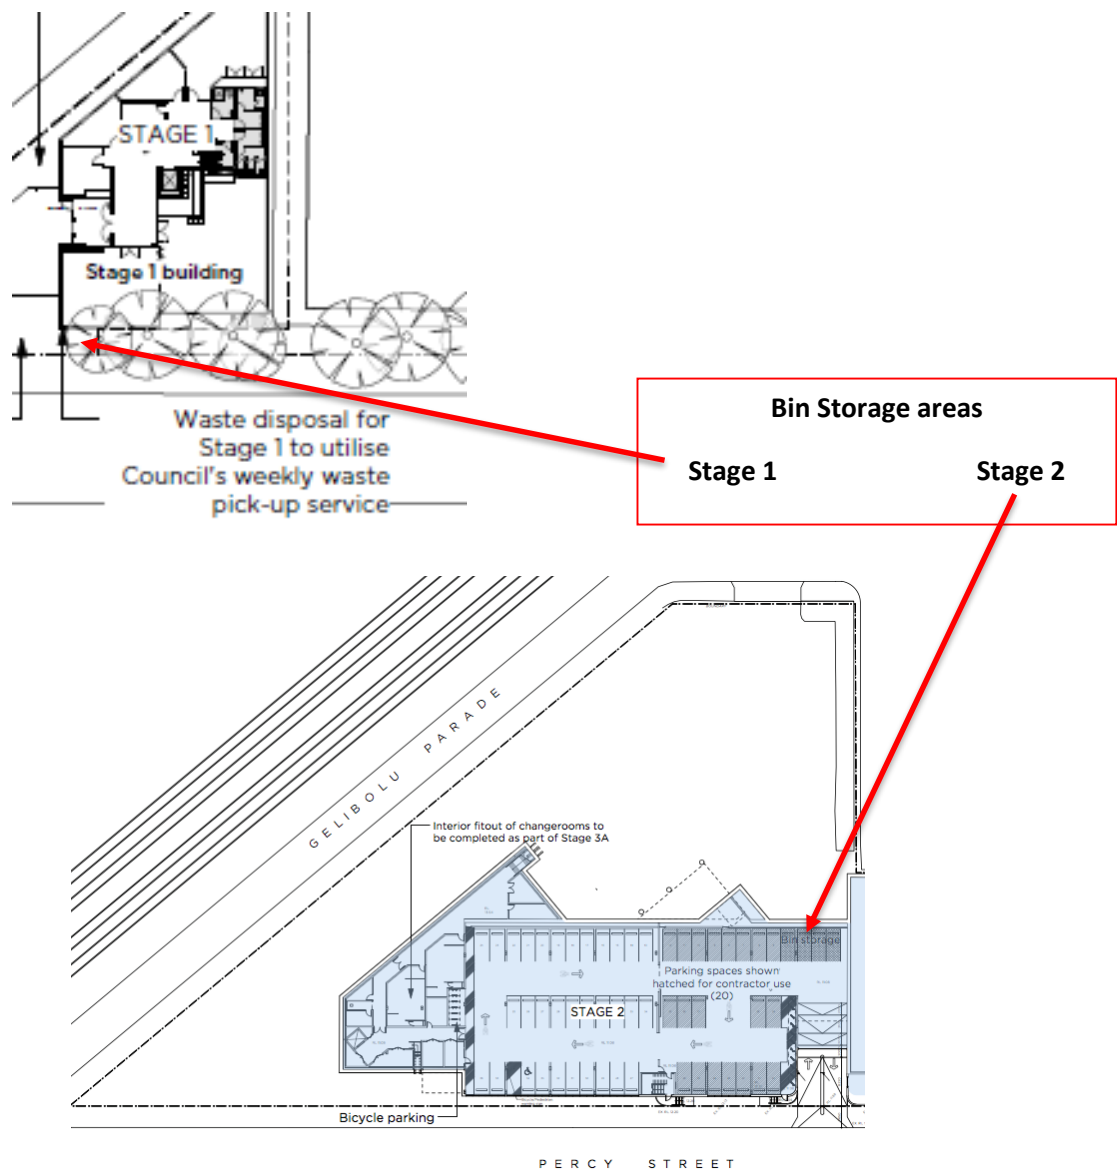 STAGE 1
Stage 1 building
Waste disposal for
Stage 1 to utilise
Council's weekly waste
pick-up service
Bin Storage areas
Stage 1
Stage 2
GELIBOLU PARADE
Interior fitout of changerooms to
be completed as part of Stage 3A
Bin storage
Parking spaces shown
hatched for contractor use
(20)
STAGE 2
Bicycle parking
PERCY STREET